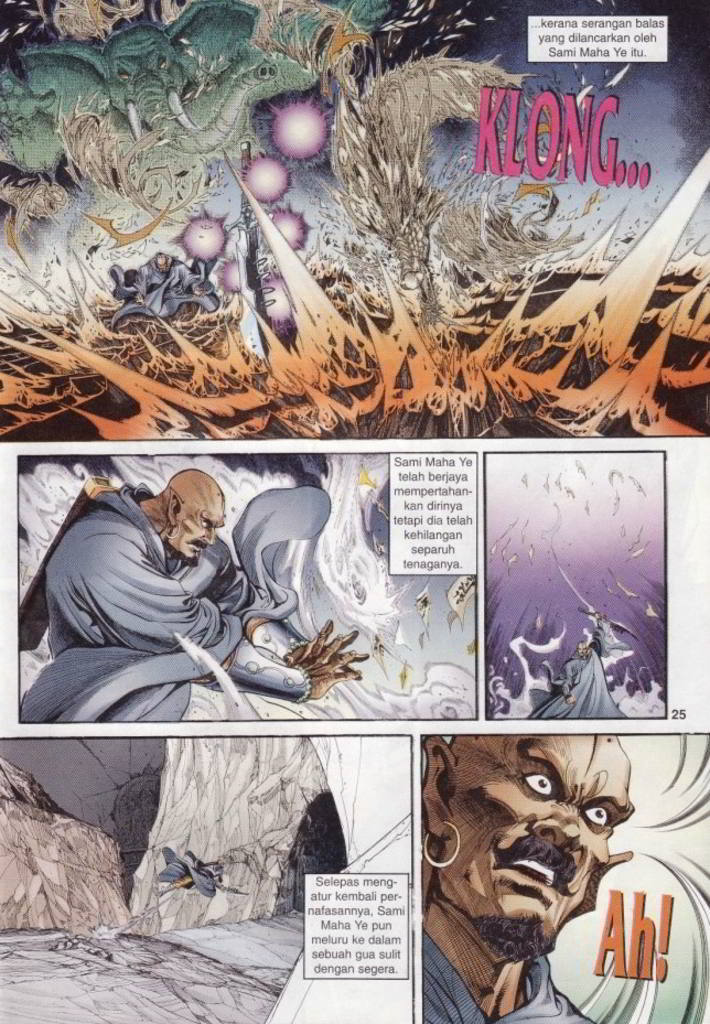 ...kerana serangan balas
yang dilancarkan oleh
Sami Maha Ye itu.
KLONG...
Sami Maha Ye
telah berjaya
mempertahan-
kan dirinya
tetapi dia telah
kehilangan
separuh
tenaganya.
25
Selepas meng-
atur kembali per-
nafasannya, Sami
Maha Ye pun
meluru ke dalam
sebuah gua sulit
dengan segera.
Ah!